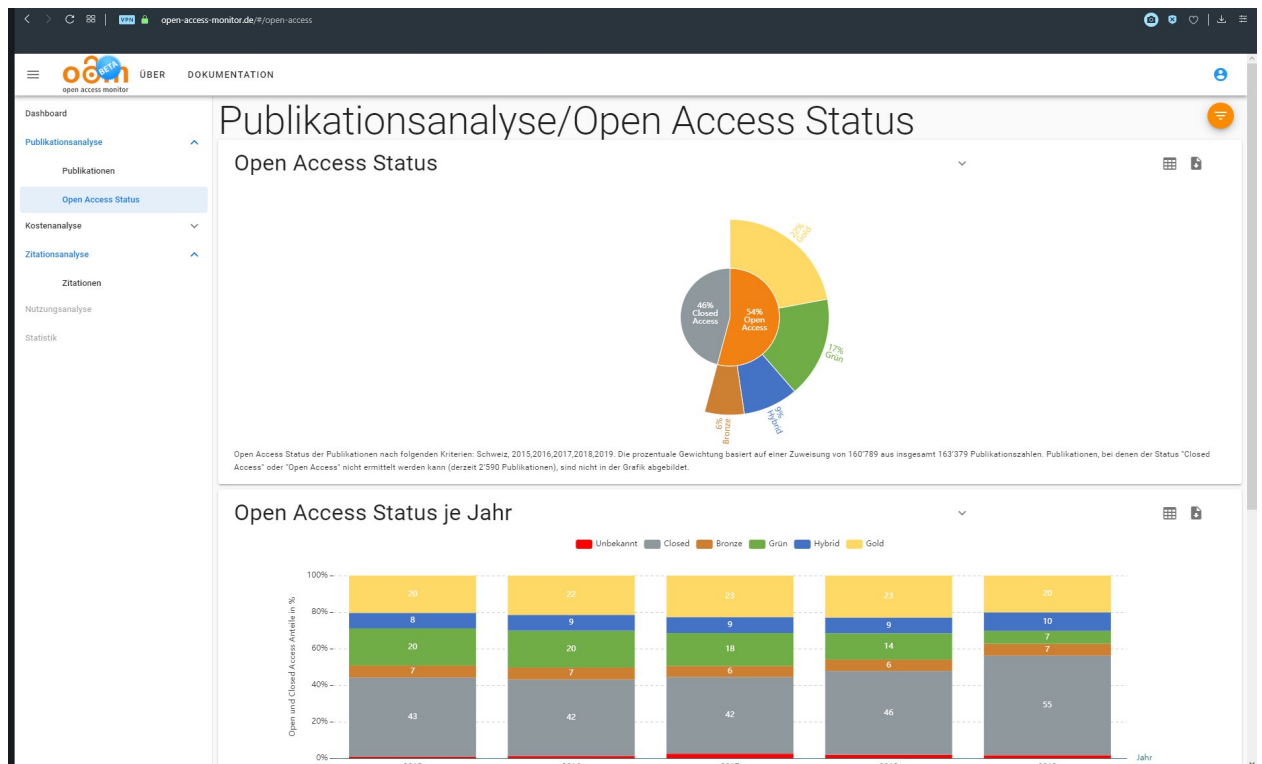 VPN open-access-monitor.de/#/open-access
oam BETA
open access monitor
ÜBER DOKUMENTATION
Dashboard
Publikationsanalyse
Publikationen
Open Access Status
Kostenanalyse
Zitationsanalyse
Zitationen
Nutzungsanalyse
Statistik
Publikationsanalyse/Open Access Status
Open Access Status
22%
Gold
46%
Closed
Access
54%
Open
Access
17%
Grün
9%
Hybrid
6%
Bronze
Open Access Status der Publikationen nach folgenden Kriterien: Schweiz, 2015,2016,2017,2018,2019. Die prozentuale Gewichtung basiert auf einer Zuweisung von 160'789 aus insgesamt 163'379 Publikationszahlen. Publikationen, bei denen der Status "Closed
Access" oder "Open Access" nicht ermittelt werden kann (derzeit 2'590 Publikationen), sind nicht in der Grafik abgebildet.
Open Access Status je Jahr
Unbekannt Closed Bronze Grün Hybrid Gold
Open und Closed Access Anteile in %
100%
80%
60%
40%
20%
0%
20 22 23 23 20
8 9 9 9 10
20 20 18 14 7
7 7 6 6 7
43 42 42 46 55
Jahr